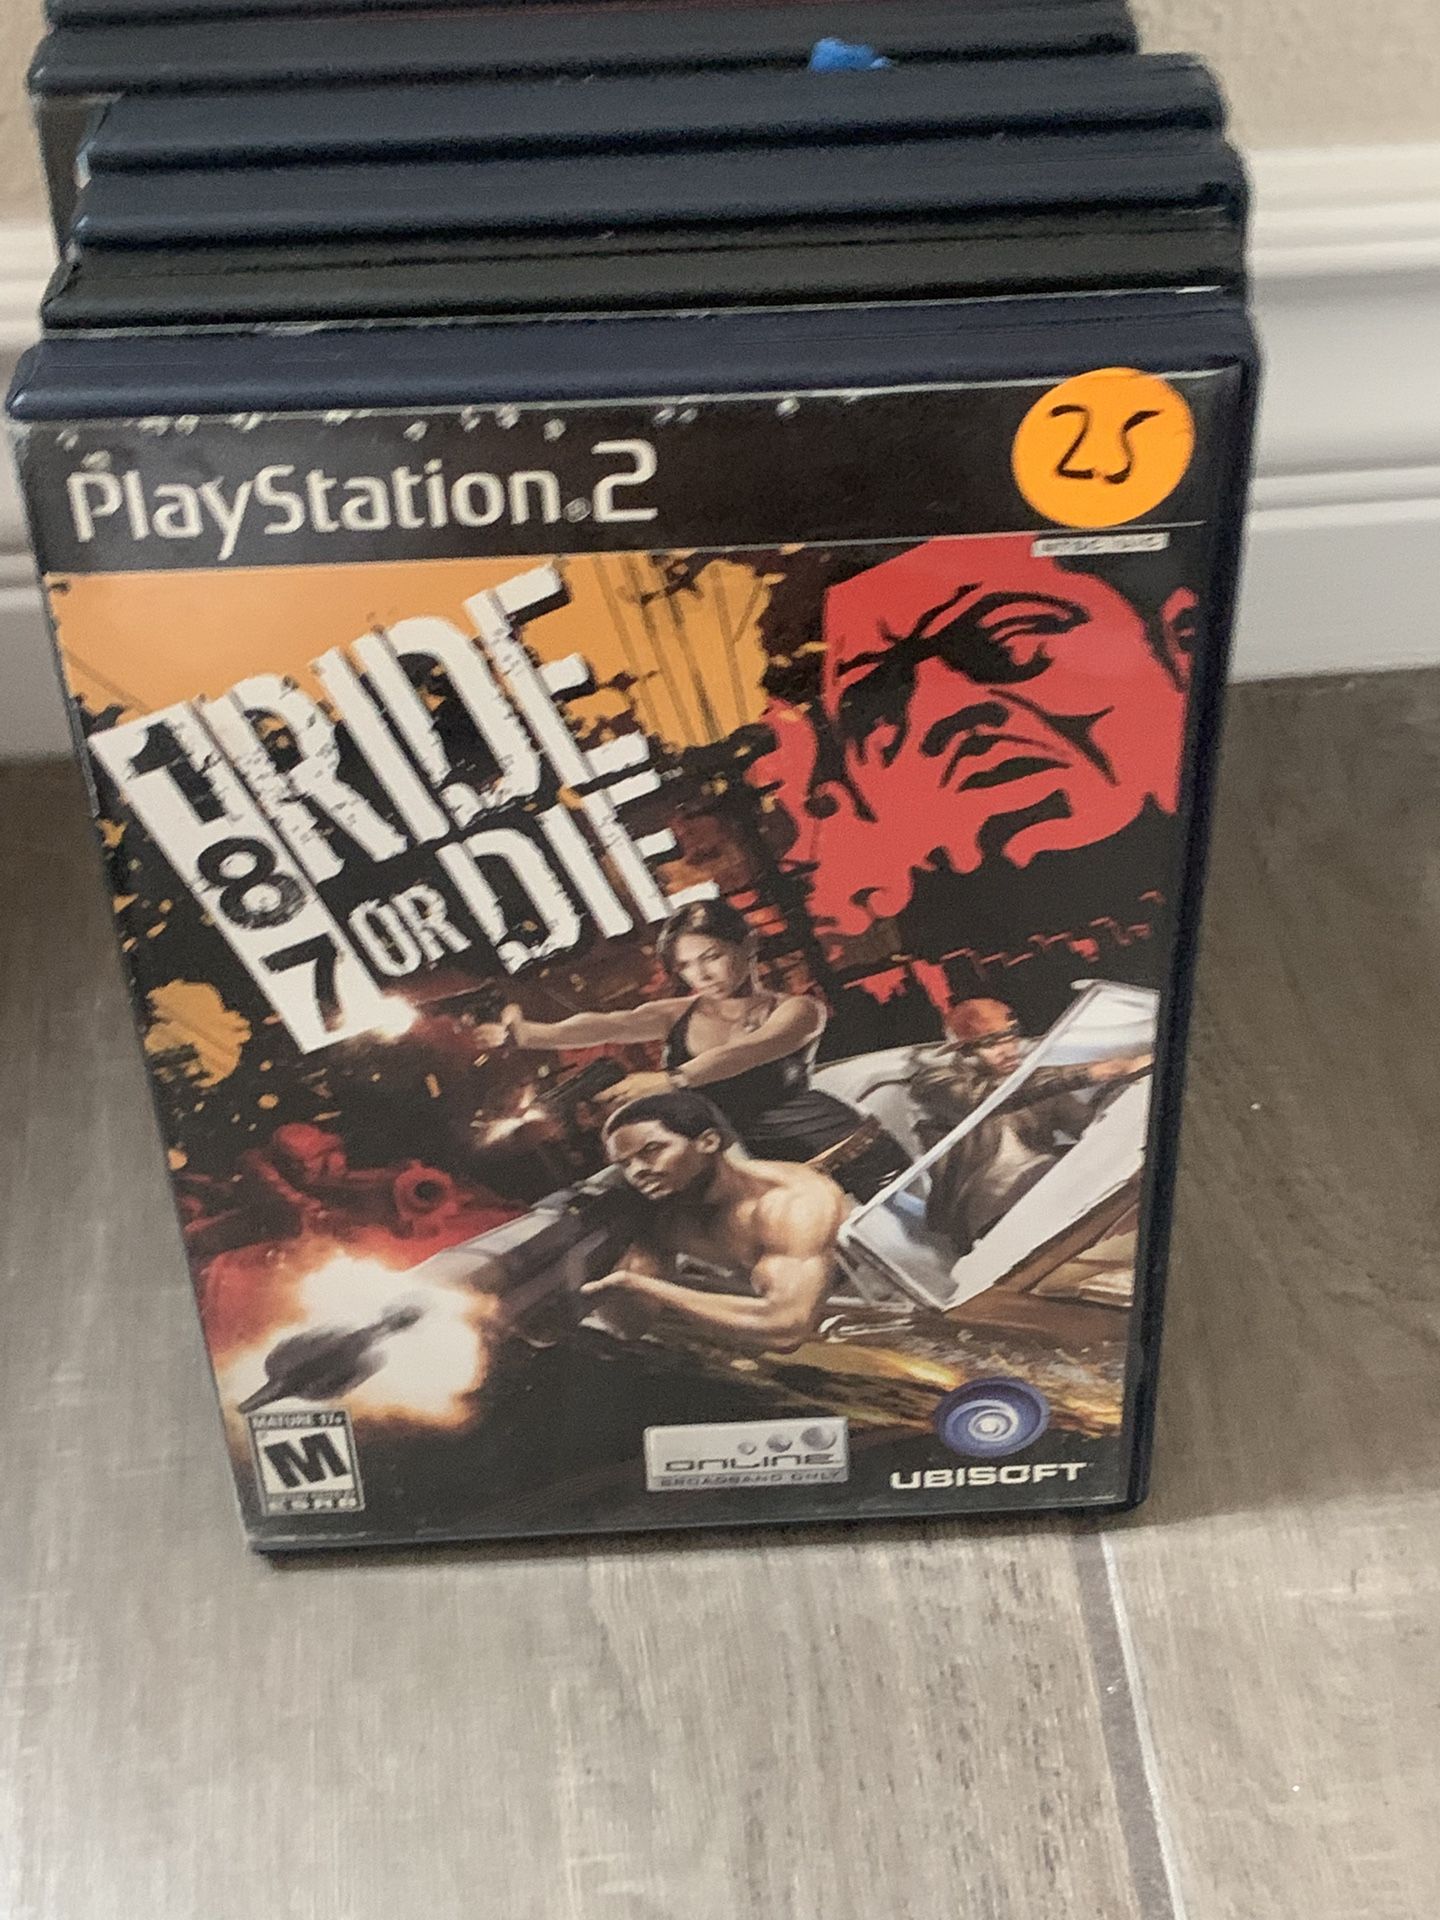 25
PlayStation.2
187 RIDE
OR DIE
MATURE 17+
M
ESRB
ONLINE
BROADBAND ONLY
UBISOFT